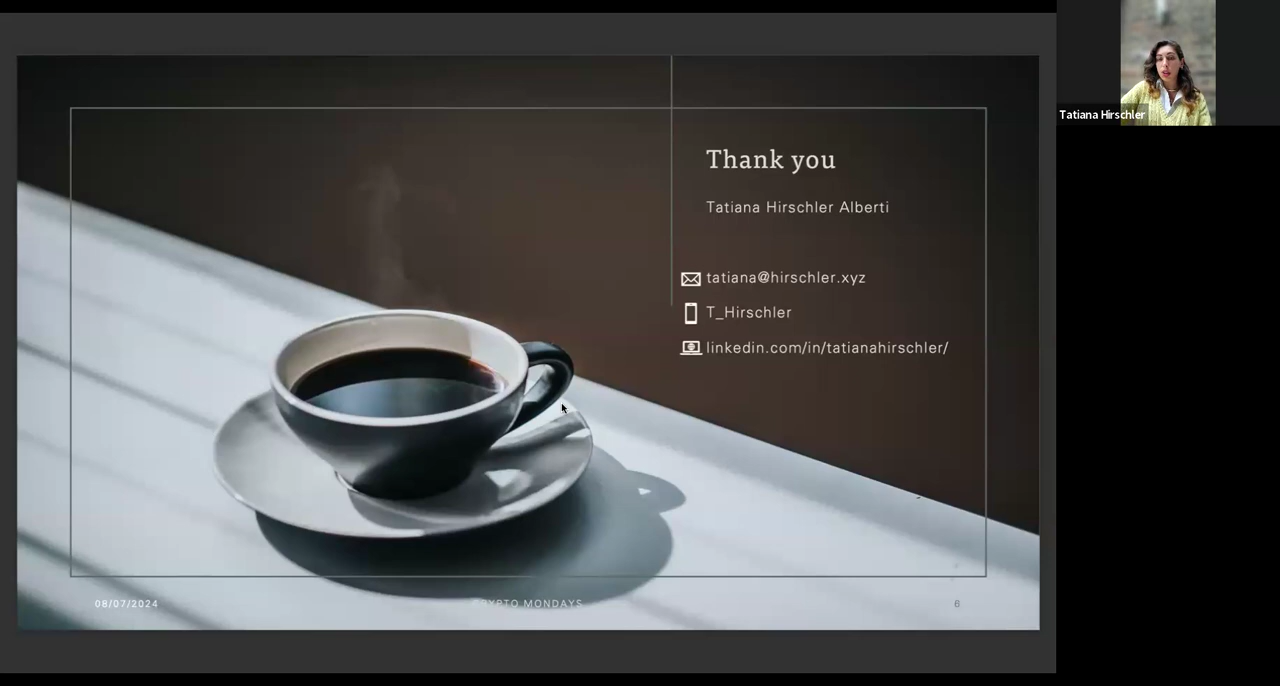 Thank you
Tatiana Hirschler Alberti
tatiana@hirschler.xyz
T_Hirschler
linkedin.com/in/tatianahirschler/
08/07/2024
CRYPTO MONDAYS
6
Tatiana Hirschler